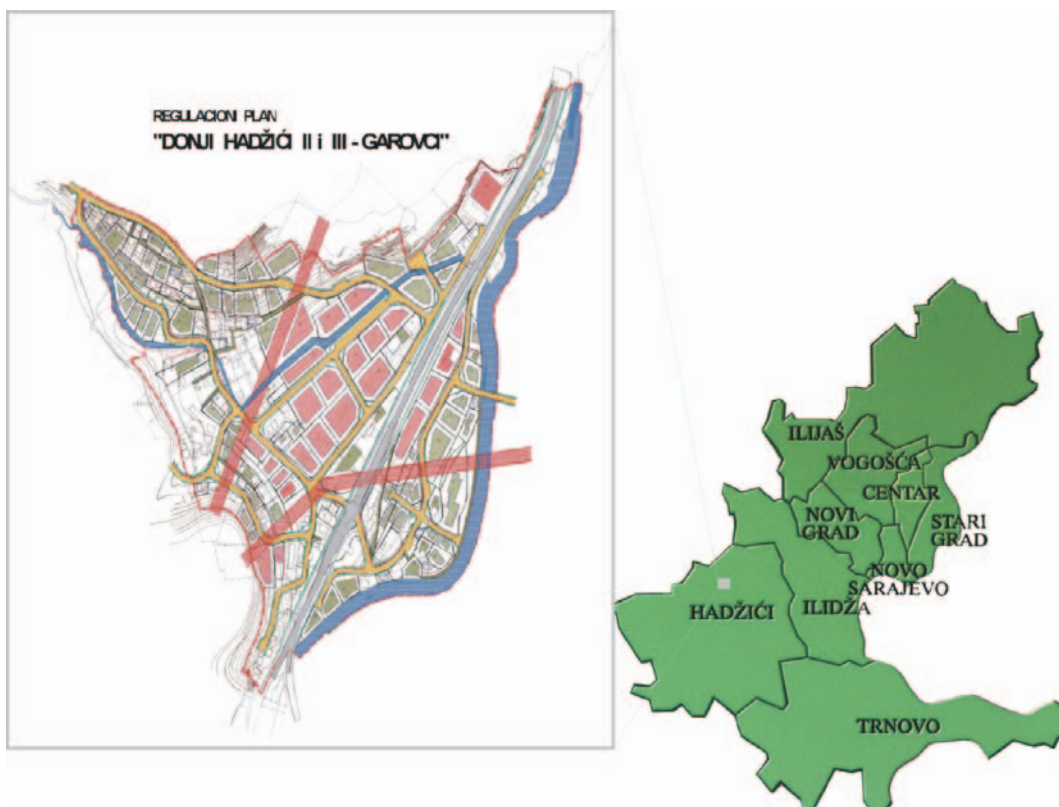 REGULACIONI PLAN
"DONJI HADŽIĆI II i III - GAROVCI"
ILIJAŠ
VOGOŠĆA
CENTAR
NOVI
GRAD
STARI
GRAD
NOVO
SARAJEVO
HADŽIĆI
ILIDŽA
TRNOVO